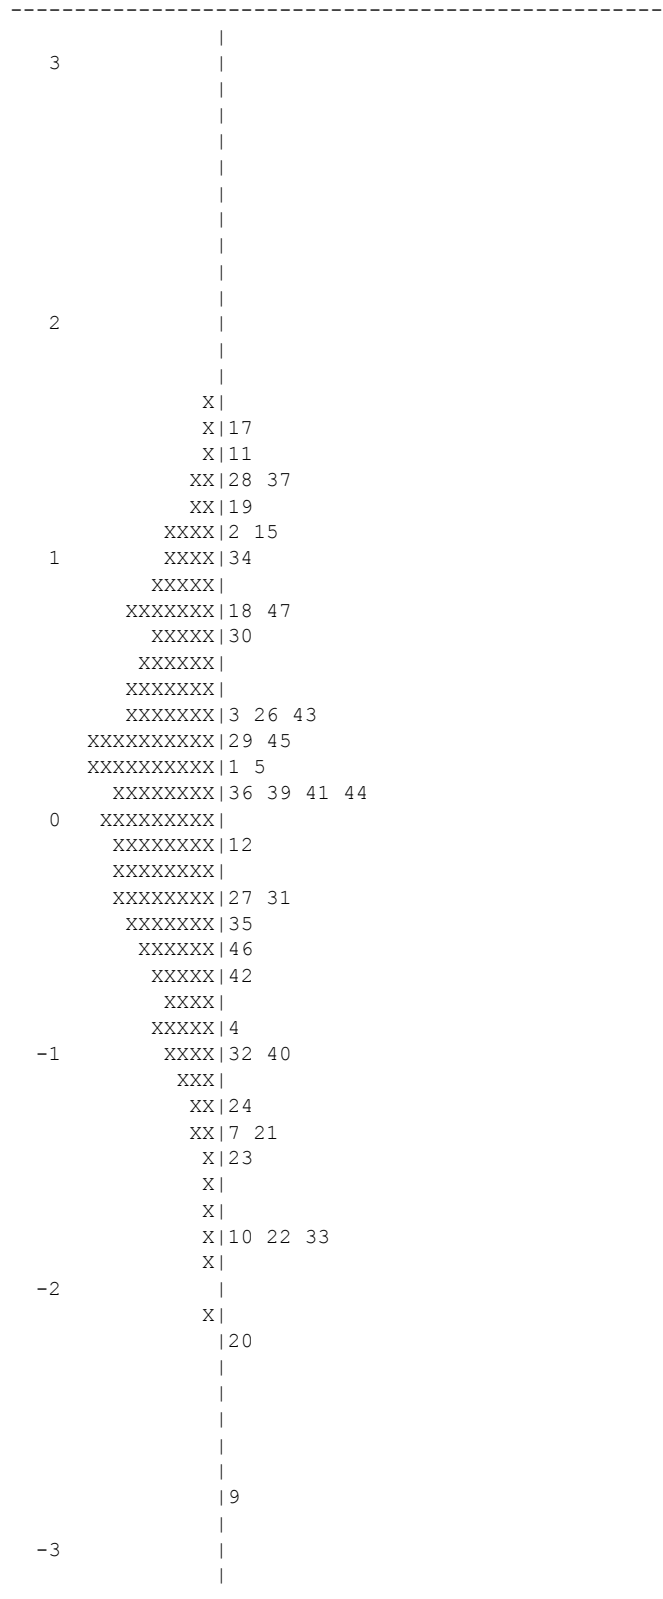 ---------------------------------------------------
|
3 |
|
|
|
|
|
|
|
|
|
2 |
|
|
X|
X|17
X|11
XX|28 37
XX|19
XXXX|2 15
1 XXXX|34
XXXXX|
XXXXXXX|18 47
XXXXX|30
XXXXXX|
XXXXXXX|
XXXXXXX|3 26 43
XXXXXXXXXX|29 45
XXXXXXXXXX|1 5
XXXXXXXX|36 39 41 44
0 XXXXXXXXX|
XXXXXXXX|12
XXXXXXXX|
XXXXXXXX|27 31
XXXXXXX|35
XXXXXX|46
XXXXX|42
XXXX|
XXXXX|4
-1 XXXX|32 40
XXX|
XX|24
XX|7 21
X|23
X|
X|
X|10 22 33
X|
-2 |
X|
|20
|
|
|
|
|
|9
|
-3 |
|